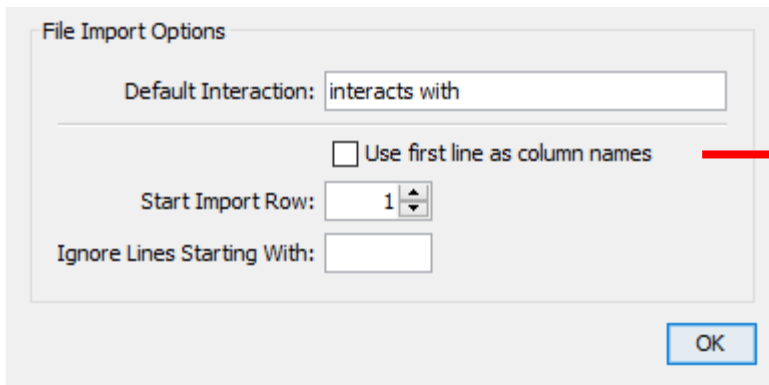 File Import Options
Default Interaction: interacts with
Use first line as column names
Start Import Row: 1
Ignore Lines Starting With:
OK